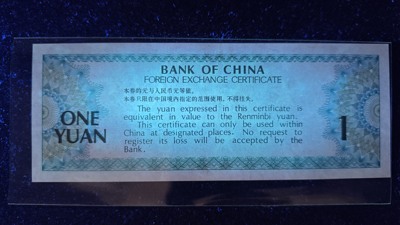 BANK OF CHINA
FOREIGN EXCHANGE CERTIFICATE
本券的元与人民币元等值。
本券只限在中国境内指定的范围使用，不得挂失。
The yuan expressed in this certificate is
equivalent in value to the Renminbi yuan.
This certificate can only be used within
China at designated places. No request to
register its loss will be accepted by the
Bank.
ONE
YUAN
1